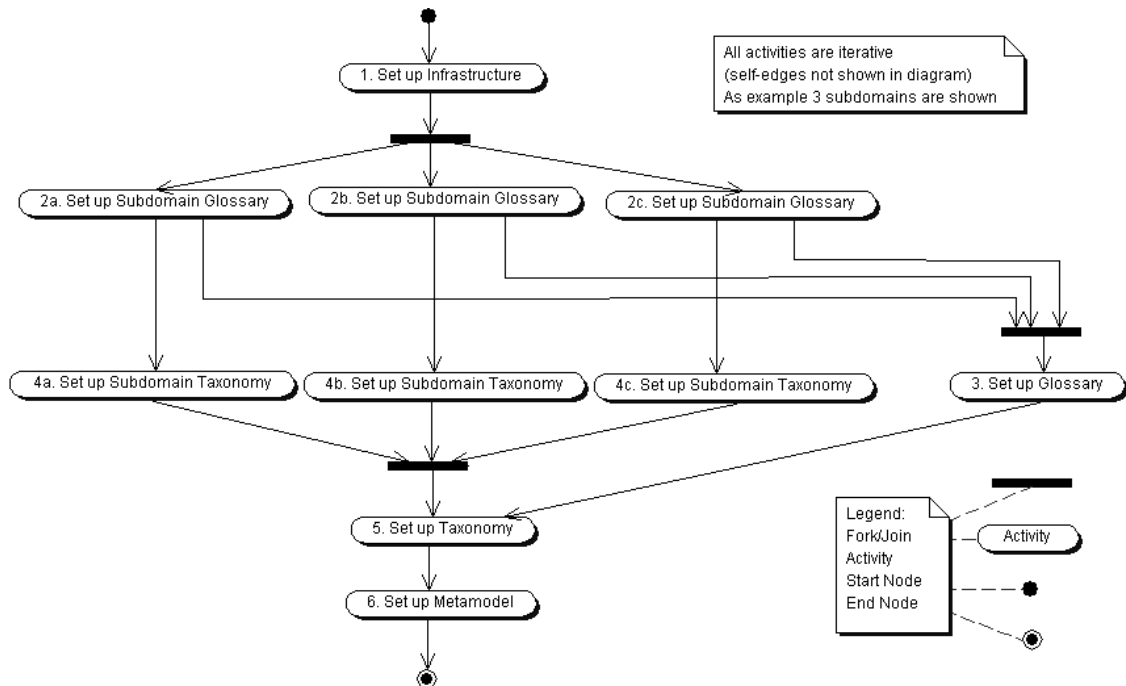 1. Set up Infrastructure
All activities are iterative
(self-edges not shown in diagram)
As example 3 subdomains are shown
2a. Set up Subdomain Glossary
2b. Set up Subdomain Glossary
2c. Set up Subdomain Glossary
4a. Set up Subdomain Taxonomy
4b. Set up Subdomain Taxonomy
4c. Set up Subdomain Taxonomy
3. Set up Glossary
5. Set up Taxonomy
6. Set up Metamodel
Legend:
Fork/Join
Activity
Start Node
End Node
Activity